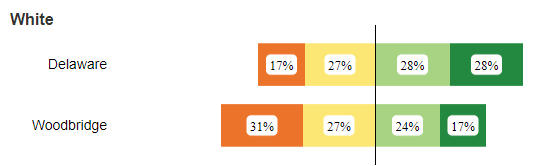 White
Delaware 17% 27% 28% 28%
Woodbridge 31% 27% 24% 17%